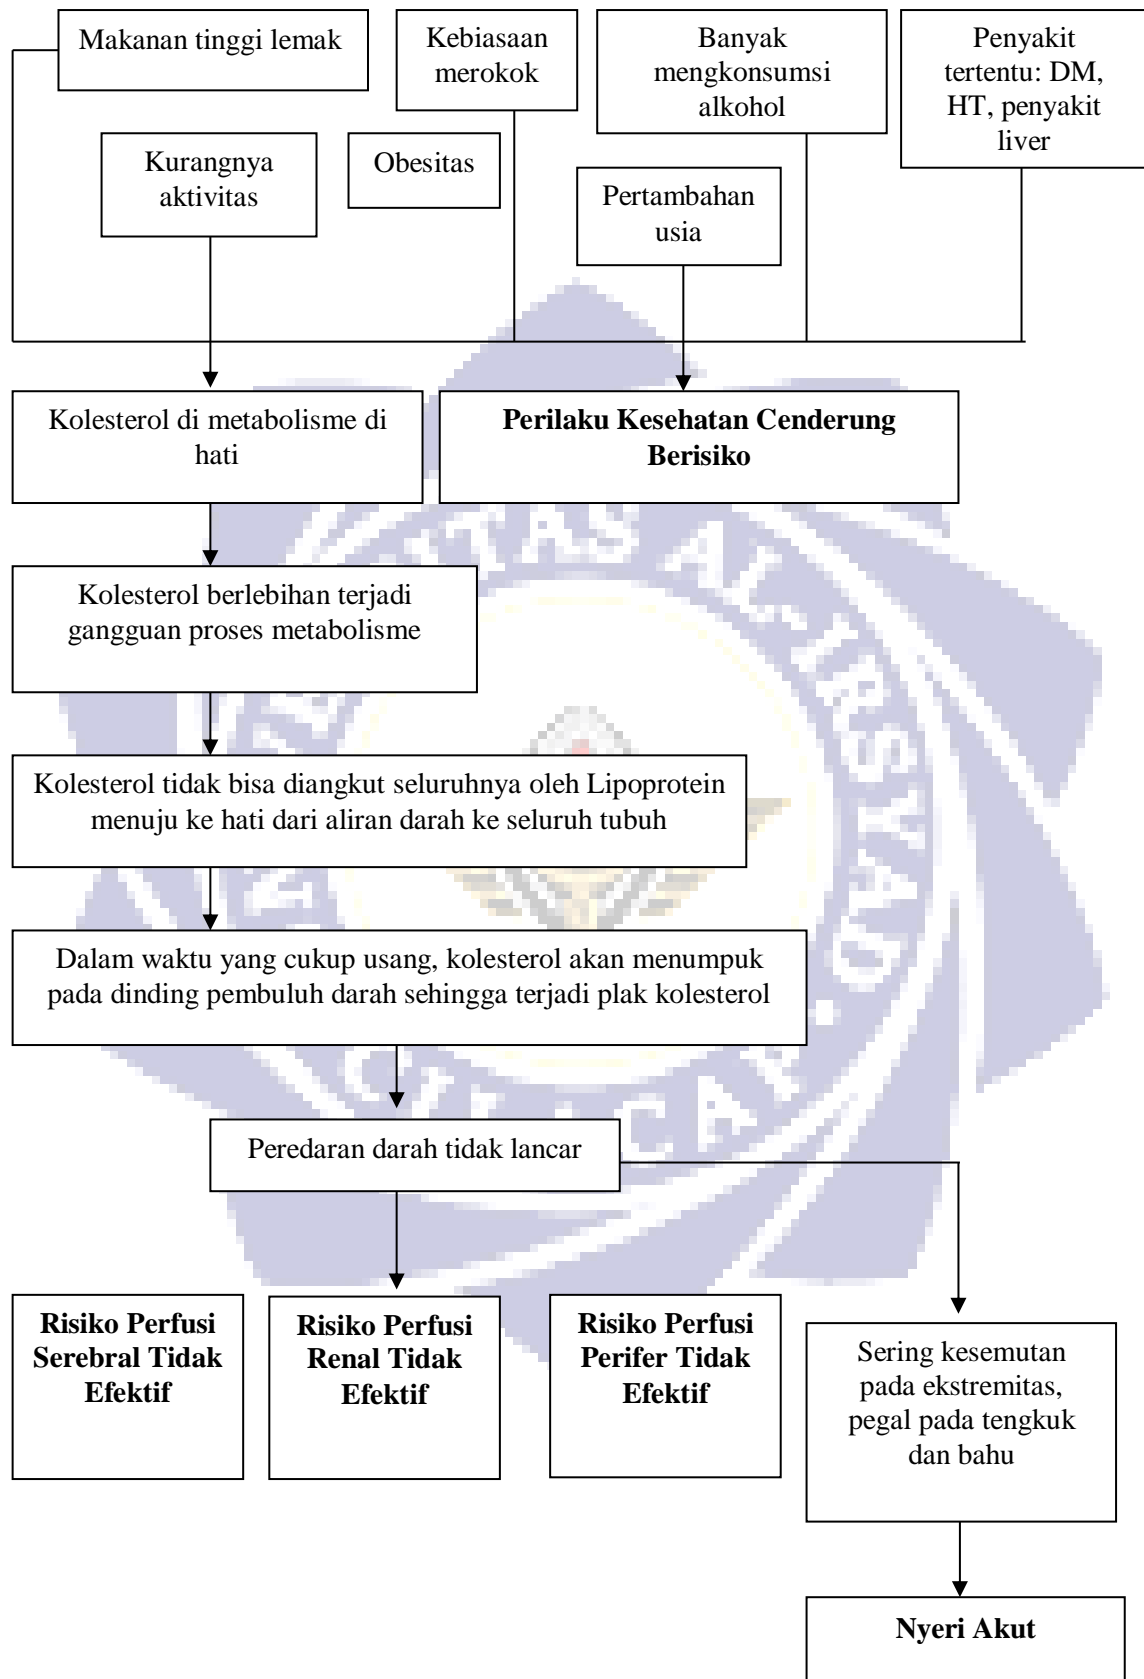 Makanan tinggi lemak
Kebiasaan
merokok
Banyak
mengkonsumsi
alkohol
Penyakit
tertentu: DM,
HT, penyakit
liver
Kurangnya
aktivitas
Obesitas
Pertambahan
usia
Kolesterol di metabolisme di
hati
Perilaku Kesehatan Cenderung
Berisiko
Kolesterol berlebihan terjadi
gangguan proses metabolisme
Kolesterol tidak bisa diangkut seluruhnya oleh Lipoprotein
menuju ke hati dari aliran darah ke seluruh tubuh
Dalam waktu yang cukup usang, kolesterol akan menumpuk
pada dinding pembuluh darah sehingga terjadi plak kolesterol
Peredaran darah tidak lancar
Risiko Perfusi
Serebral Tidak
Efektif
Risiko Perfusi
Renal Tidak
Efektif
Risiko Perfusi
Perifer Tidak
Efektif
Sering kesemutan
pada ekstremitas,
pegal pada tengkuk
dan bahu
Nyeri Akut